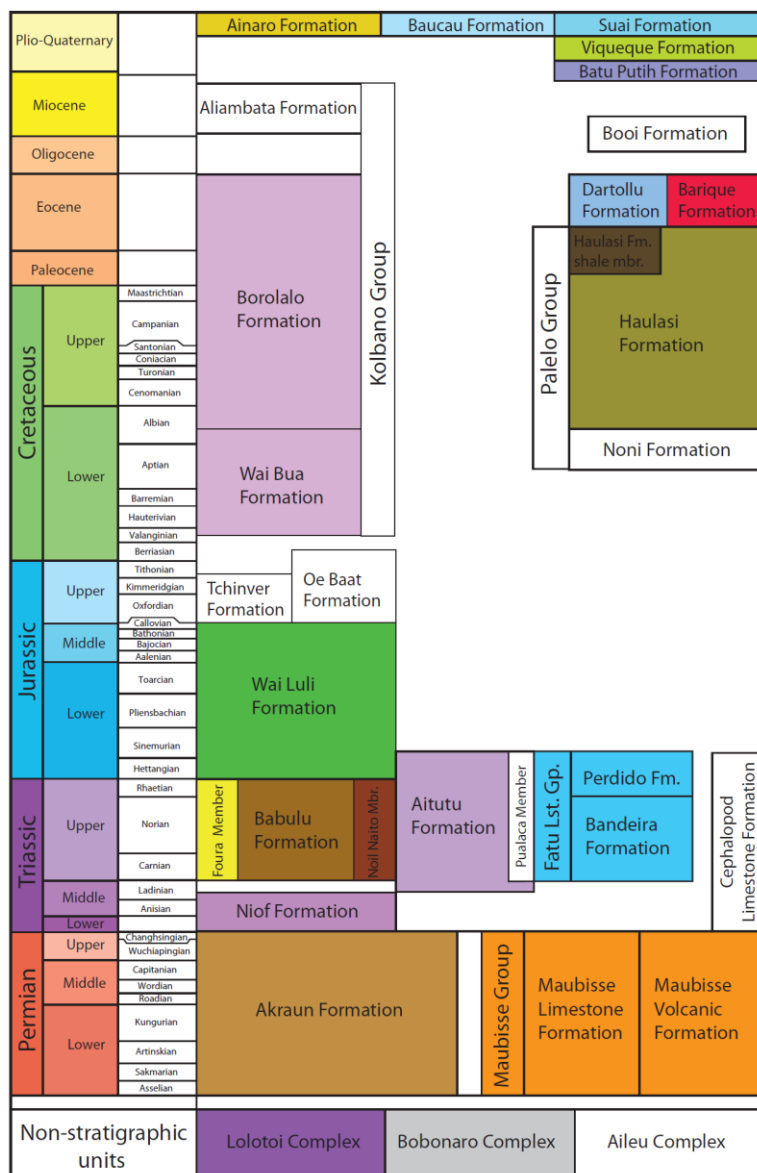 Plio-Quaternary
Ainaro Formation
Baucau Formation
Suai Formation
Viqueque Formation
Batu Putih Formation
Miocene
Aliambata Formation
Booi Formation
Oligocene
Kolbano Group
Eocene
Dartollu
Formation
Barique
Formation
Paleocene
Haulasi Fm.
shale mbr.
Borolalo
Formation
Palelo Group
Haulasi
Formation
Noni Formation
Cretaceous
Upper
Maastrichtian
Campanian
Santonian
Coniacian
Turonian
Cenomanian
Lower
Albian
Aptian
Barremian
Hauterivian
Valanginian
Berriasian
Wai Bua
Formation
Jurassic
Upper
Tithonian
Kimmeridgian
Oxfordian
Tchinver
Formation
Oe Baat
Formation
Middle
Callovian
Bathonian
Bajocian
Aalenian
Lower
Toarcian
Pliensbachian
Sinemurian
Hettangian
Wai Luli
Formation
Triassic
Upper
Rhaetian
Norian
Carnian
Foura Member
Babulu
Formation
Noil Naito Mbr.
Aitutu
Formation
Pualaca Member
Fatu Lst. Gp.
Perdido Fm.
Bandeira
Formation
Cephalopod
Limestone Formation
Middle
Ladinian
Anisian
Lower
Niof Formation
Permian
Upper
Changhsingian
Wuchiapingian
Middle
Capitanian
Wordian
Roadian
Lower
Kungurian
Artinskian
Sakmarian
Asselian
Akraun Formation
Maubisse Group
Maubisse
Limestone
Formation
Maubisse
Volcanic
Formation
Non-stratigraphic
units
Lolotoi Complex
Bobonaro Complex
Aileu Complex